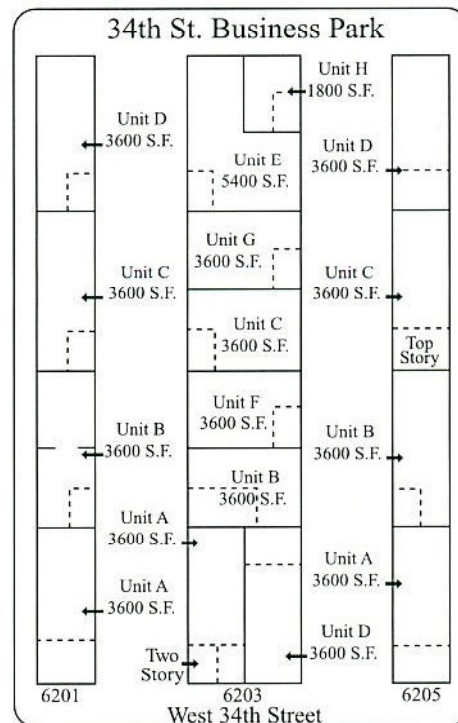 34th St. Business Park
Unit H
1800 S.F.
Unit D
3600 S.F.
Unit E
5400 S.F.
Unit D
3600 S.F.
Unit G
3600 S.F.
Unit C
3600 S.F.
Unit C
3600 S.F.
Unit C
3600 S.F.
Top
Story
Unit F
3600 S.F.
Unit B
3600 S.F.
Unit B
3600 S.F.
Unit B
3600 S.F.
Unit A
3600 S.F.
Unit A
3600 S.F.
Unit A
3600 S.F.
Two
Story
Unit D
3600 S.F.
6201
6203
6205
West 34th Street